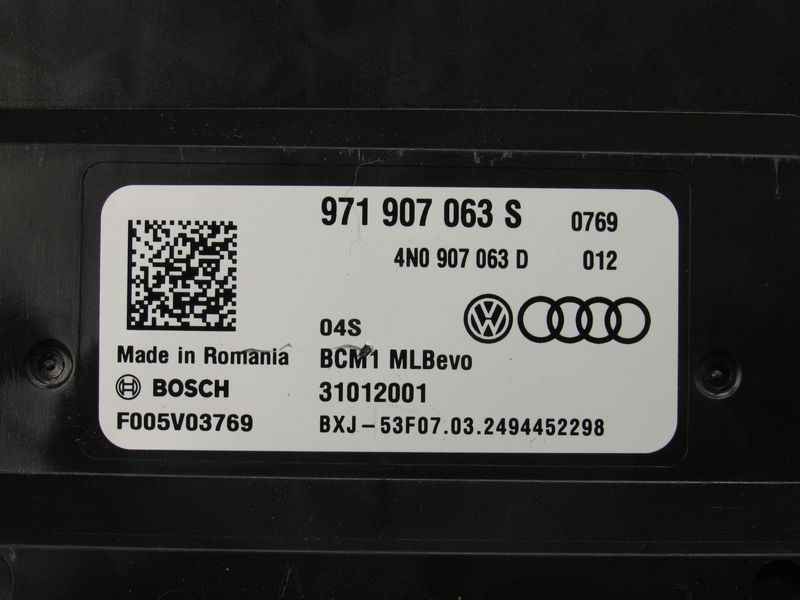 971 907 063 S 0769
4N0 907 063 D 012
04S
Made in Romania BCM1 MLBevo
BOSCH 31012001
F005V03769 BXJ-53F07.03.2494452298